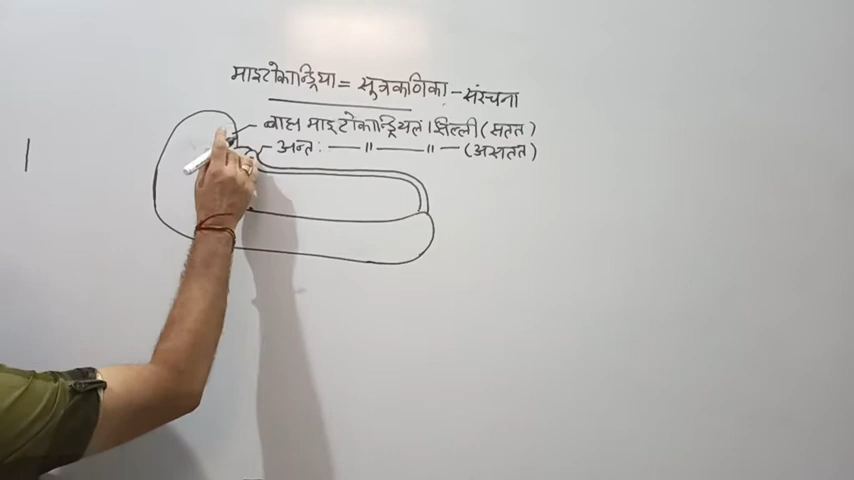 माइटोकान्ड्रिया = सूत्रकणिका - संरचना
बाह्य माइटोकान्ड्रियल झिल्ली (सतत)
अन्तः — " — " — (असतत)